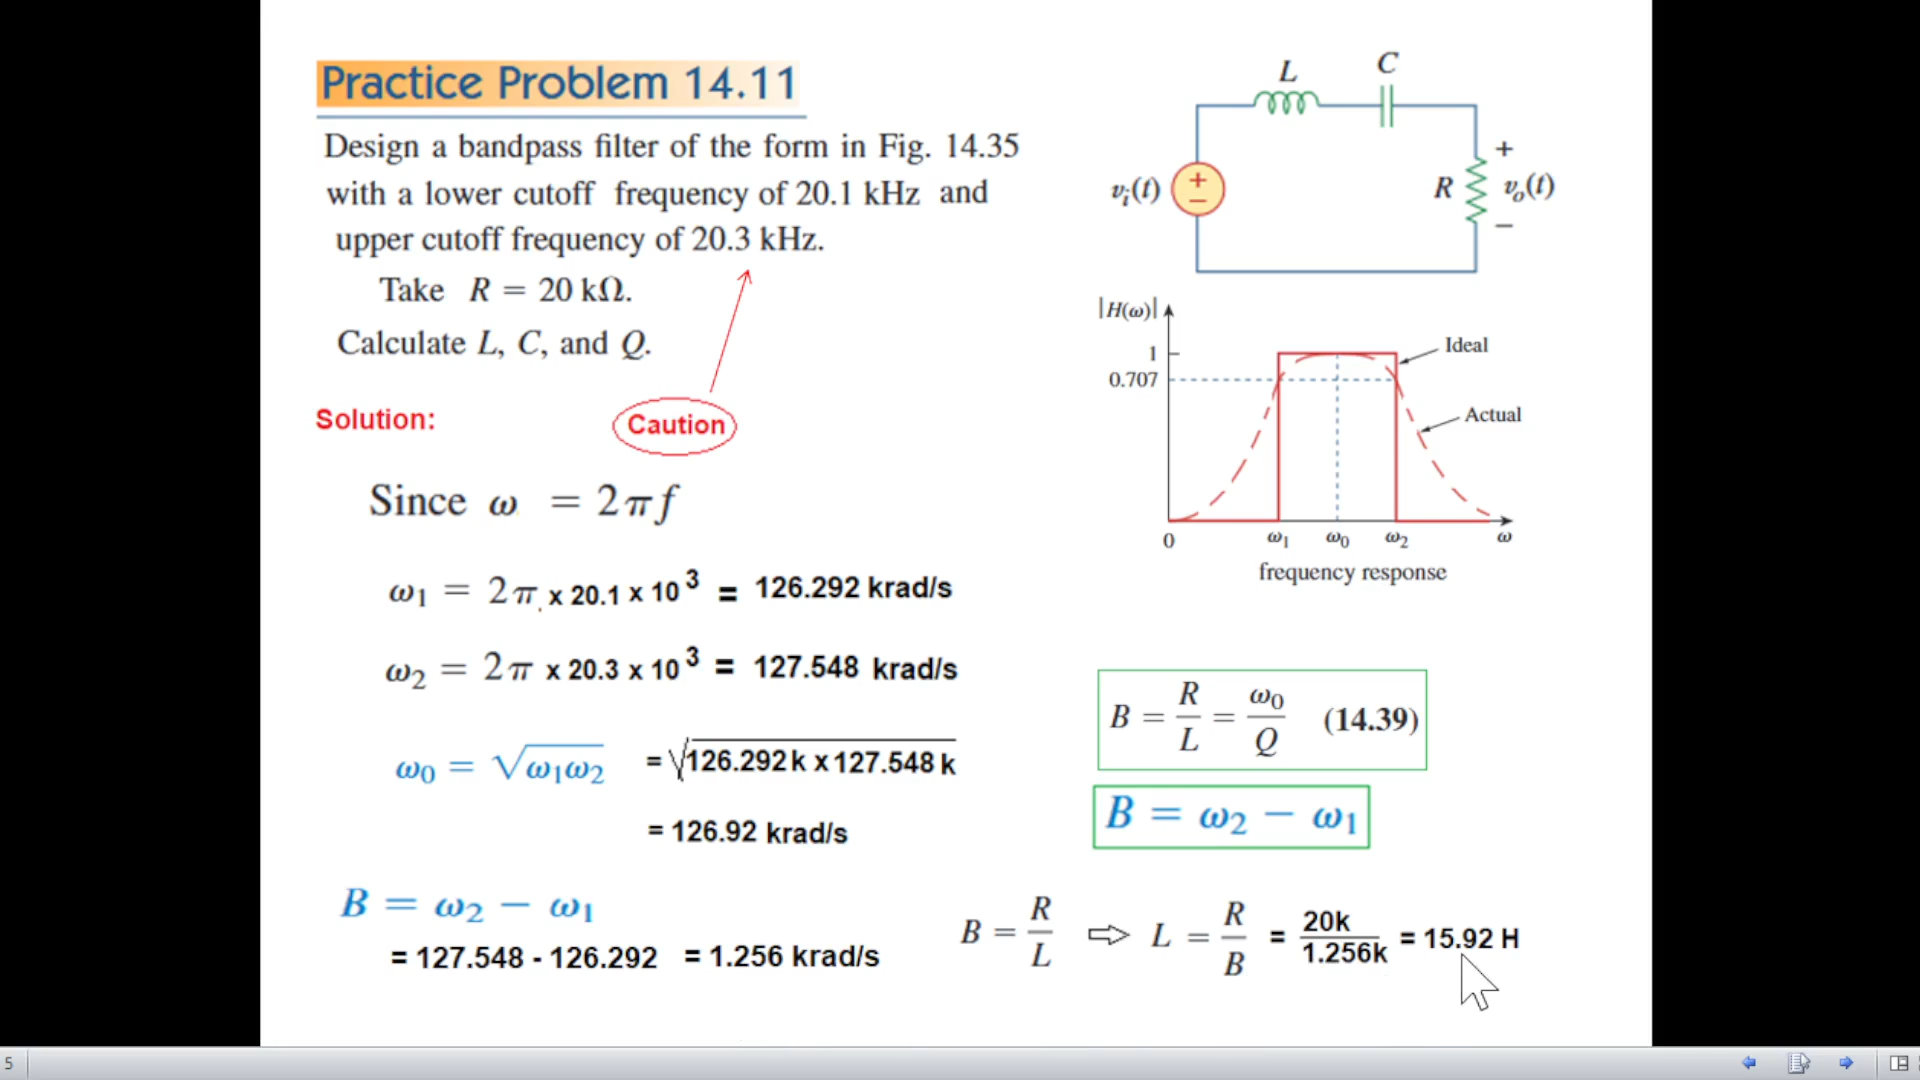 Practice Problem 14.11
Design a bandpass filter of the form in Fig. 14.35
with a lower cutoff frequency of 20.1 kHz and
upper cutoff frequency of 20.3 kHz.
Take R = 20 kΩ.
Calculate L, C, and Q.
Solution:
Caution
Since ω = 2πf
ω₁ = 2π x 20.1 x 10³ = 126.292 krad/s
ω₂ = 2π x 20.3 x 10³ = 127.548 krad/s
ω₀ = √ω₁ω₂ = √126.292k x 127.548k
= 126.92 krad/s
B = ω₂ − ω₁
= 127.548 - 126.292 = 1.256 krad/s
L
C
vᵢ(t)
+
−
R
+
vₒ(t)
−
|H(ω)|
1
0.707
Ideal
Actual
0
ω₁
ω₀
ω₂
ω
frequency response
B = R/L = ω₀/Q (14.39)
B = ω₂ − ω₁
B = R/L ⇨ L = R/B = 20k/1.256k = 15.92 H
5